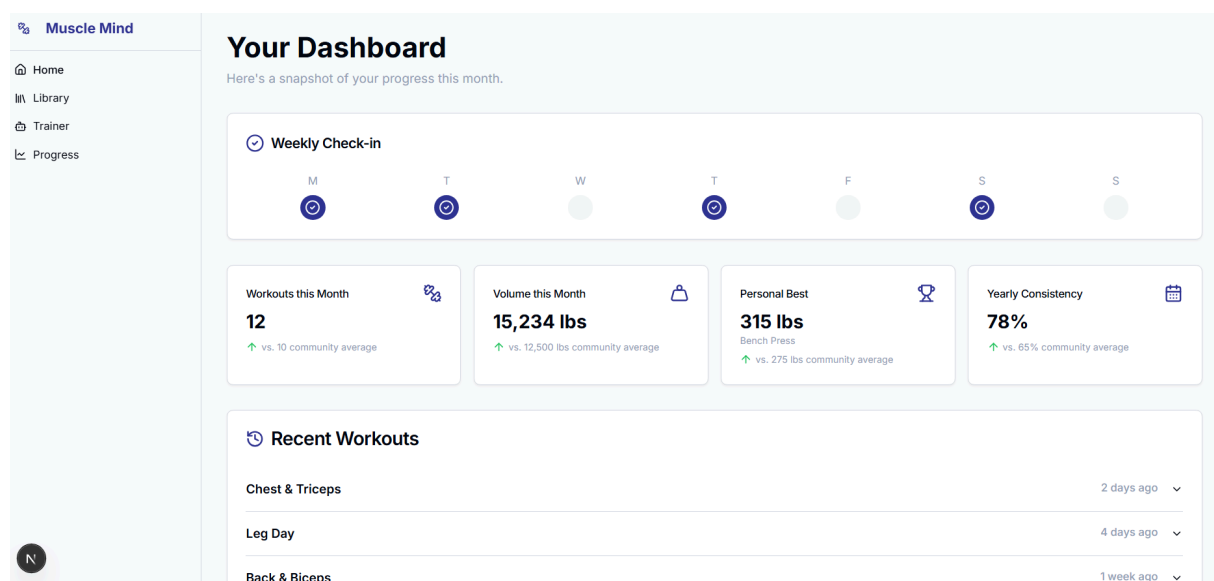 Muscle Mind
Home
Library
Trainer
Progress
N
Your Dashboard
Here's a snapshot of your progress this month.
Weekly Check-in
M T W T F S S
Workouts this Month
12
vs. 10 community average
Volume this Month
15,234 lbs
vs. 12,500 lbs community average
Personal Best
315 lbs
Bench Press
vs. 275 lbs community average
Yearly Consistency
78%
vs. 65% community average
Recent Workouts
Chest & Triceps 2 days ago
Leg Day 4 days ago
Back & Biceps 1 week ago